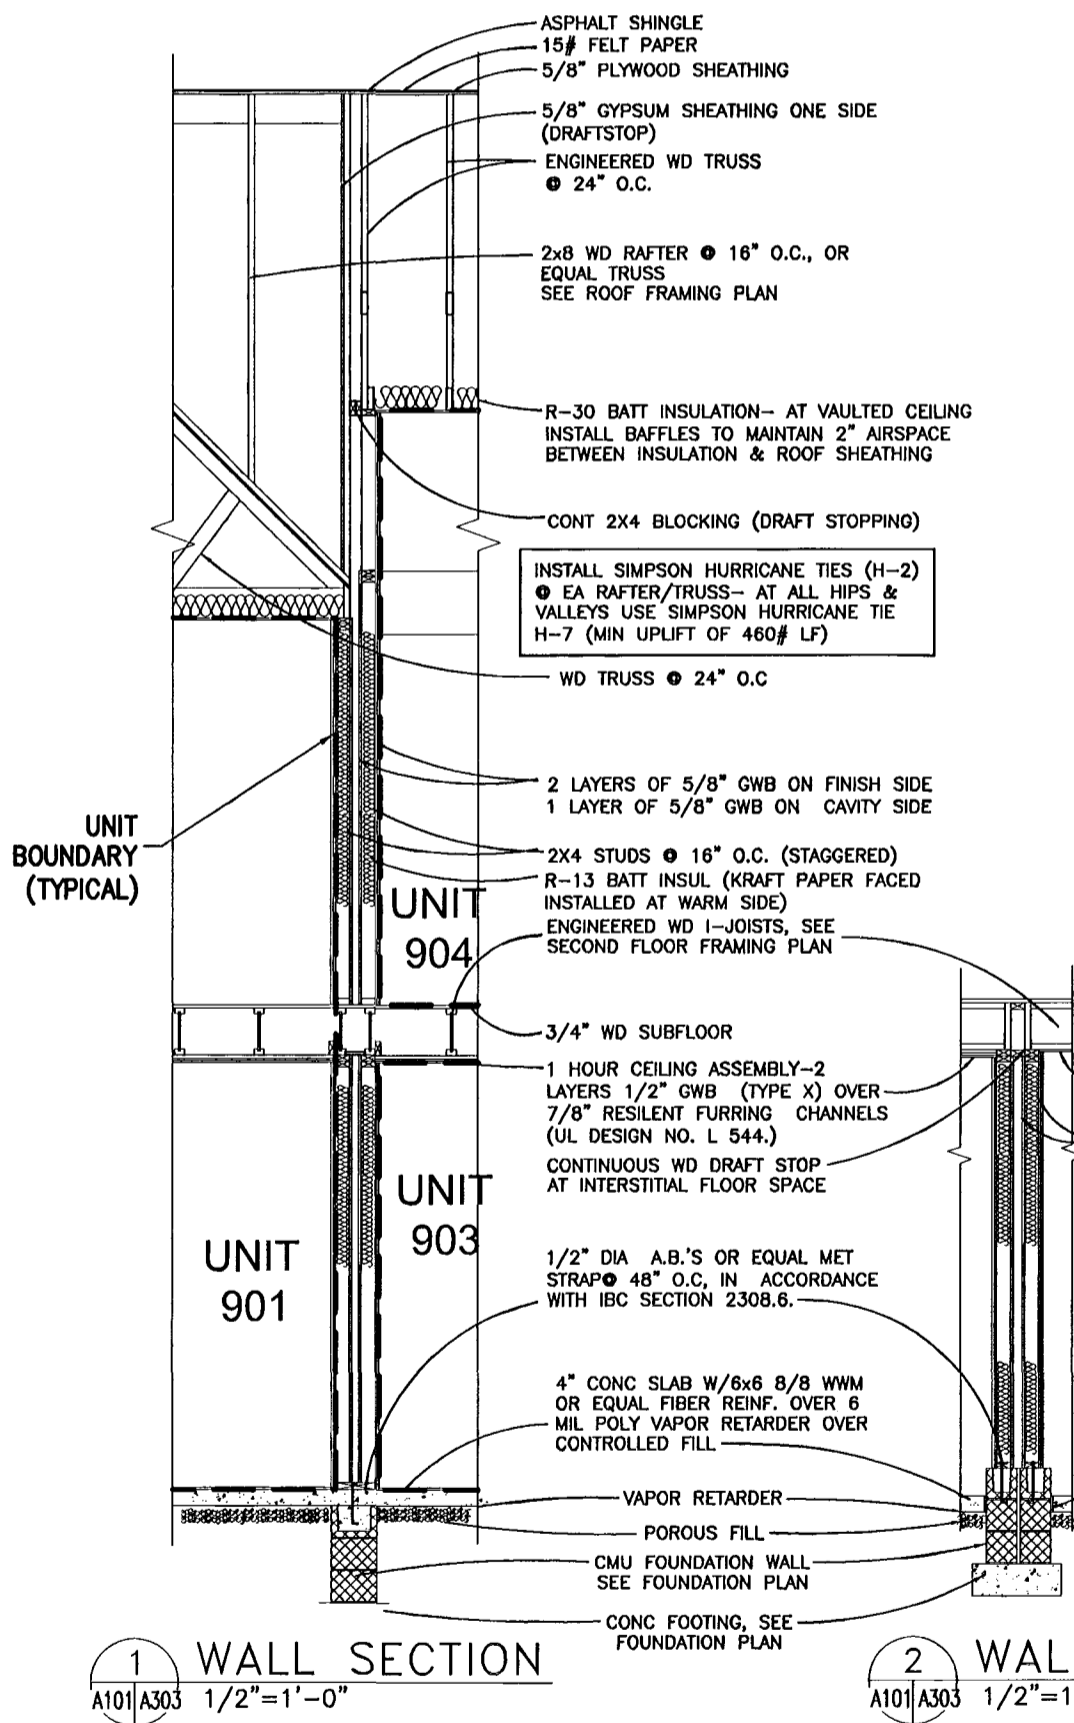 ASPHALT SHINGLE
15# FELT PAPER
5/8" PLYWOOD SHEATHING
5/8" GYPSUM SHEATHING ONE SIDE
(DRAFTSTOP)
ENGINEERED WD TRUSS
@ 24" O.C.
2x8 WD RAFTER @ 16" O.C., OR
EQUAL TRUSS
SEE ROOF FRAMING PLAN
R-30 BATT INSULATION- AT VAULTED CEILING
INSTALL BAFFLES TO MAINTAIN 2" AIRSPACE
BETWEEN INSULATION & ROOF SHEATHING
CONT 2X4 BLOCKING (DRAFT STOPPING)
INSTALL SIMPSON HURRICANE TIES (H-2)
@ EA RAFTER/TRUSS- AT ALL HIPS &
VALLEYS USE SIMPSON HURRICANE TIE
H-7 (MIN UPLIFT OF 460# LF)
WD TRUSS @ 24" O.C
2 LAYERS OF 5/8" GWB ON FINISH SIDE
1 LAYER OF 5/8" GWB ON CAVITY SIDE
UNIT
BOUNDARY
(TYPICAL)
2X4 STUDS @ 16" O.C. (STAGGERED)
R-13 BATT INSUL (KRAFT PAPER FACED
INSTALLED AT WARM SIDE)
UNIT
904
ENGINEERED WD I-JOISTS, SEE
SECOND FLOOR FRAMING PLAN
3/4" WD SUBFLOOR
1 HOUR CEILING ASSEMBLY-2
LAYERS 1/2" GWB (TYPE X) OVER
7/8" RESILENT FURRING CHANNELS
(UL DESIGN NO. L 544.)
CONTINUOUS WD DRAFT STOP
AT INTERSTITIAL FLOOR SPACE
UNIT
903
UNIT
901
1/2" DIA A.B.'S OR EQUAL MET
STRAP@ 48" O.C, IN ACCORDANCE
WITH IBC SECTION 2308.6.
4" CONC SLAB W/6x6 8/8 WWM
OR EQUAL FIBER REINF. OVER 6
MIL POLY VAPOR RETARDER OVER
CONTROLLED FILL
VAPOR RETARDER
POROUS FILL
CMU FOUNDATION WALL
SEE FOUNDATION PLAN
CONC FOOTING, SEE
FOUNDATION PLAN
1 WALL SECTION
A101 A303 1/2"=1'-0"
2 WAL
A101 A303 1/2"=1